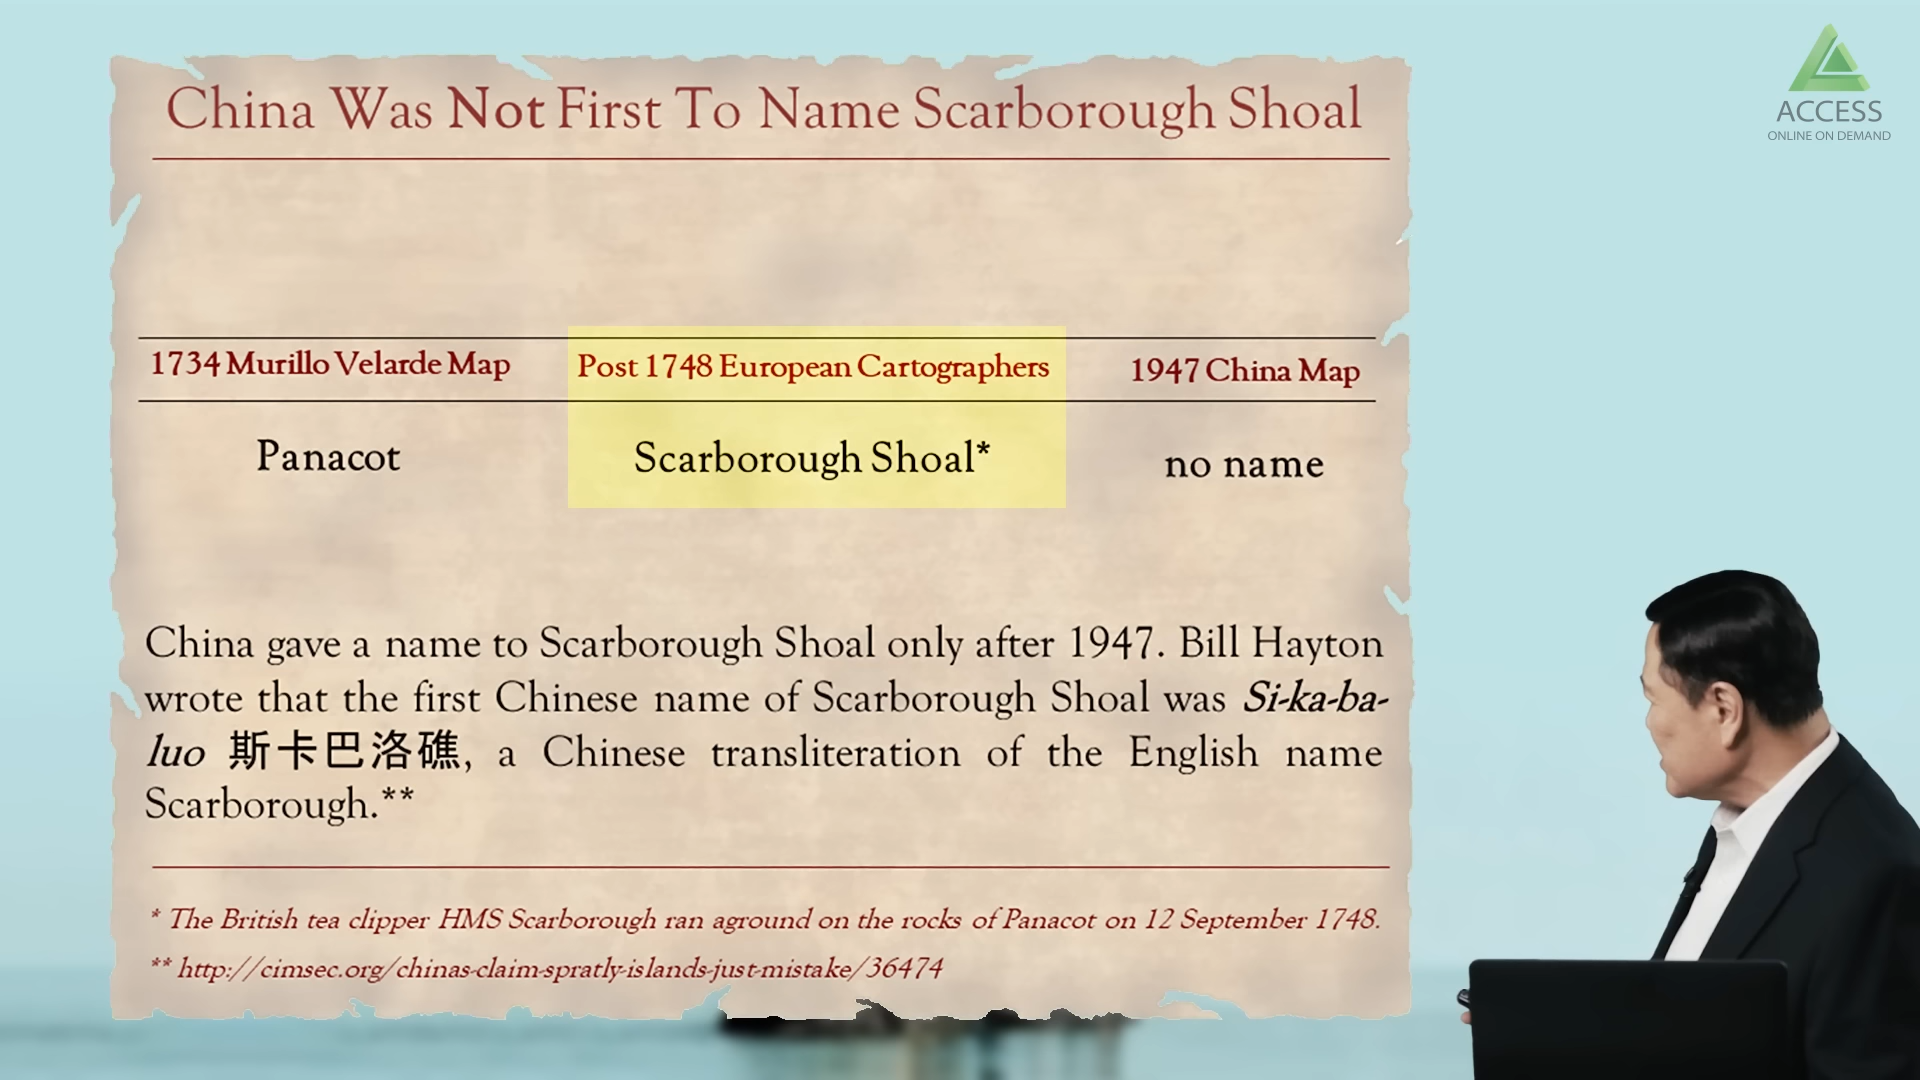 ACCESS
ONLINE ON DEMAND
China Was Not First To Name Scarborough Shoal
1734 Murillo Velarde Map
Post 1748 European Cartographers
1947 China Map
Panacot
Scarborough Shoal*
no name
China gave a name to Scarborough Shoal only after 1947. Bill Hayton
wrote that the first Chinese name of Scarborough Shoal was Si-ka-ba-
luo 斯卡巴洛礁, a Chinese transliteration of the English name
Scarborough.**
* The British tea clipper HMS Scarborough ran aground on the rocks of Panacot on 12 September 1748.
** http://cimsec.org/chinas-claim-spratly-islands-just-mistake/36474